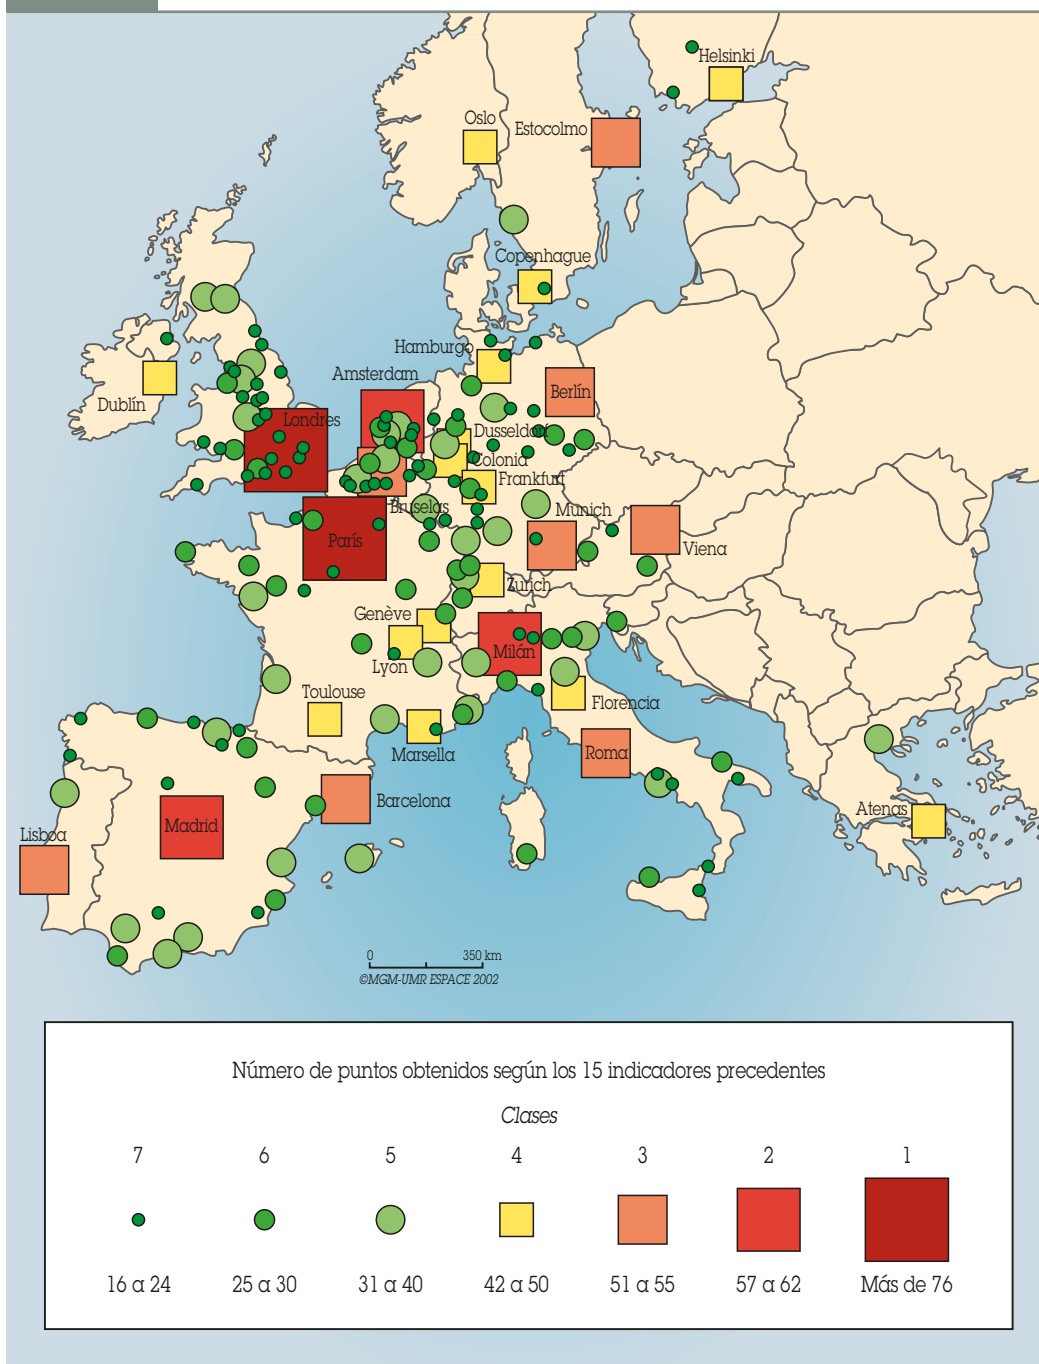 Helsinki
Oslo
Estocolmo
Copenhague
Hamburgo
Amsterdam
Berlín
Dublín
Londres
Dusseldorf
Colonia
Frankfurt
Bruselas
Munich
París
Viena
Zurich
Genève
Milán
Lyon
Toulouse
Florencia
Marsella
Roma
Barcelona
Atenas
Madrid
Lisboa
0 350 km
©MGM-UMR ESPACE 2002
Número de puntos obtenidos según los 15 indicadores precedentes
Clases
7 6 5 4 3 2 1
16 a 24 25 a 30 31 a 40 42 a 50 51 a 55 57 a 62 Más de 76